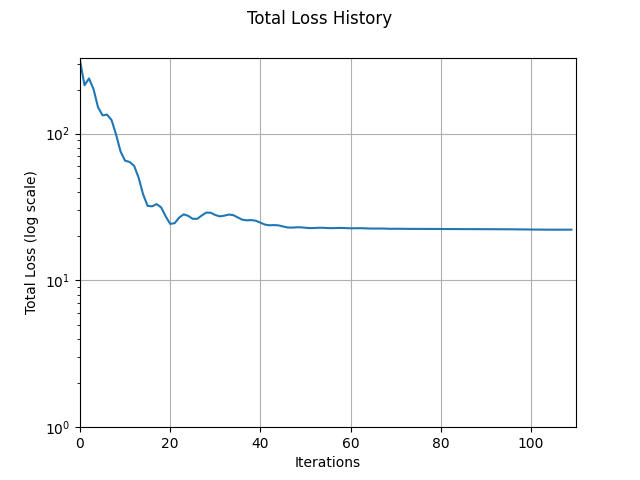 Total Loss History
Total Loss (log scale)
10²
10¹
10⁰
0 20 40 60 80 100
Iterations